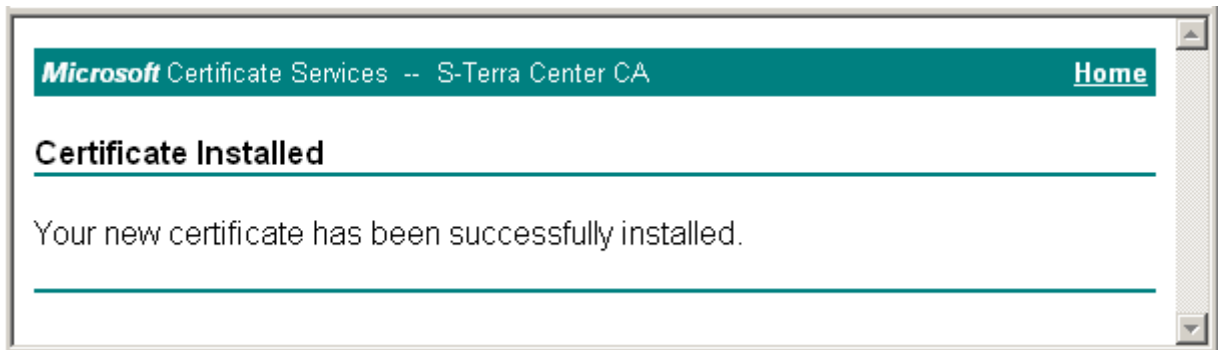 Microsoft Certificate Services -- S-Terra Center CA Home
Certificate Installed
Your new certificate has been successfully installed.